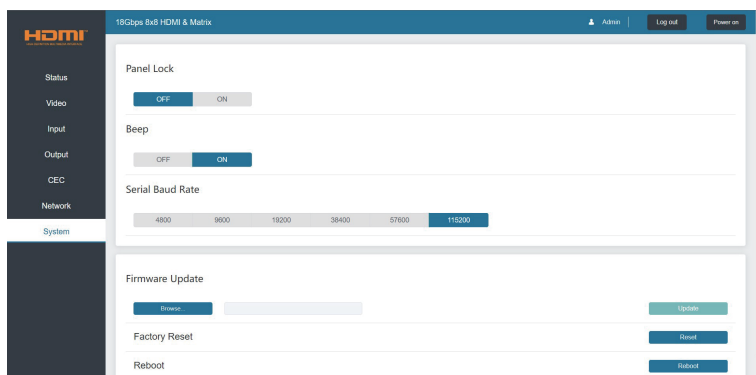 HDMI
18Gbps 8x8 HDMI & Matrix
Admin
Log out
Power on
Status
Video
Input
Output
CEC
Network
System
Panel Lock
OFF ON
Beep
OFF ON
Serial Baud Rate
4800 9600 19200 38400 57600 115200
Firmware Update
Browse Update
Factory Reset Reset
Reboot Reboot